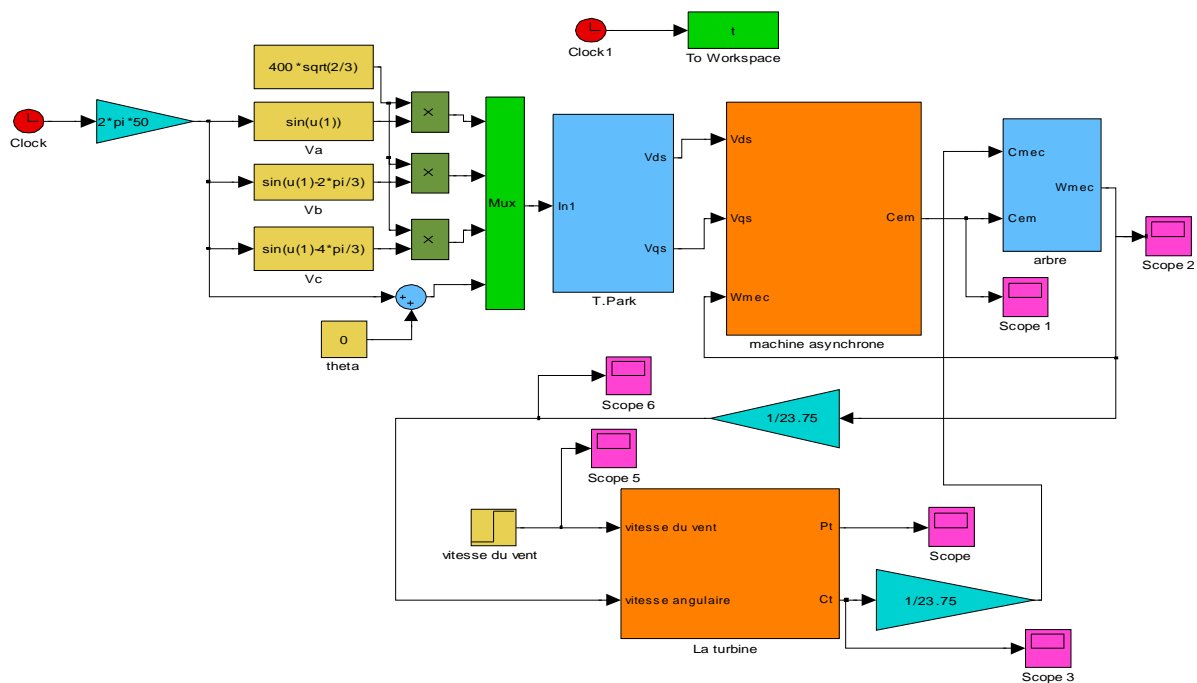 Clock1
t
To Workspace
Clock
2*pi*50
400*sqrt(2/3)
sin(u(1))
Va
sin(u(1)-2*pi/3)
Vb
sin(u(1)-4*pi/3)
Vc
×
×
×
+
+
0
theta
Mux
In1
Vds
Vqs
T.Park
Vds
Vqs
Wmec
Cem
machine asynchrone
Cmec
Cem
Wmec
arbre
Scope 2
Scope 1
Scope 6
1/23.75
Scope 5
vitesse du vent
vitesse du vent
vitesse angulaire
Pt
Ct
La turbine
Scope
1/23.75
Scope 3